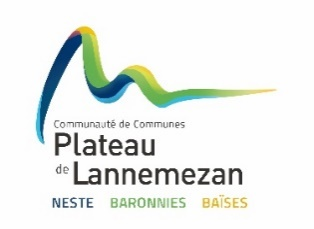 Communauté de Communes
Plateau
de Lannemezan
NESTE BARONNIES BAÏSES